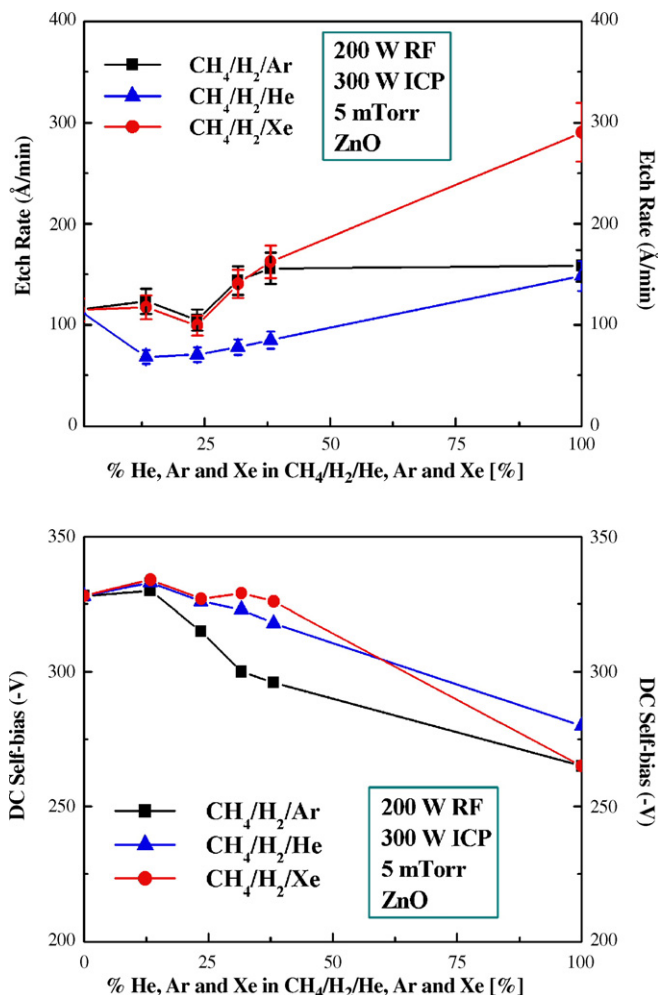 400
300
200
100
0
Etch Rate (Å/min)
CH₄/H₂/Ar
CH₄/H₂/He
CH₄/H₂/Xe
200 W RF
300 W ICP
5 mTorr
ZnO
400
300
200
100
0
Etch Rate (Å/min)
0
25
50
75
100
% He, Ar and Xe in CH₄/H₂/He, Ar and Xe [%]
350
300
250
200
DC Self-bias (-V)
CH₄/H₂/Ar
CH₄/H₂/He
CH₄/H₂/Xe
200 W RF
300 W ICP
5 mTorr
ZnO
350
300
250
200
DC Self-bias (-V)
0
25
50
75
100
% He, Ar and Xe in CH₄/H₂/He, Ar and Xe [%]